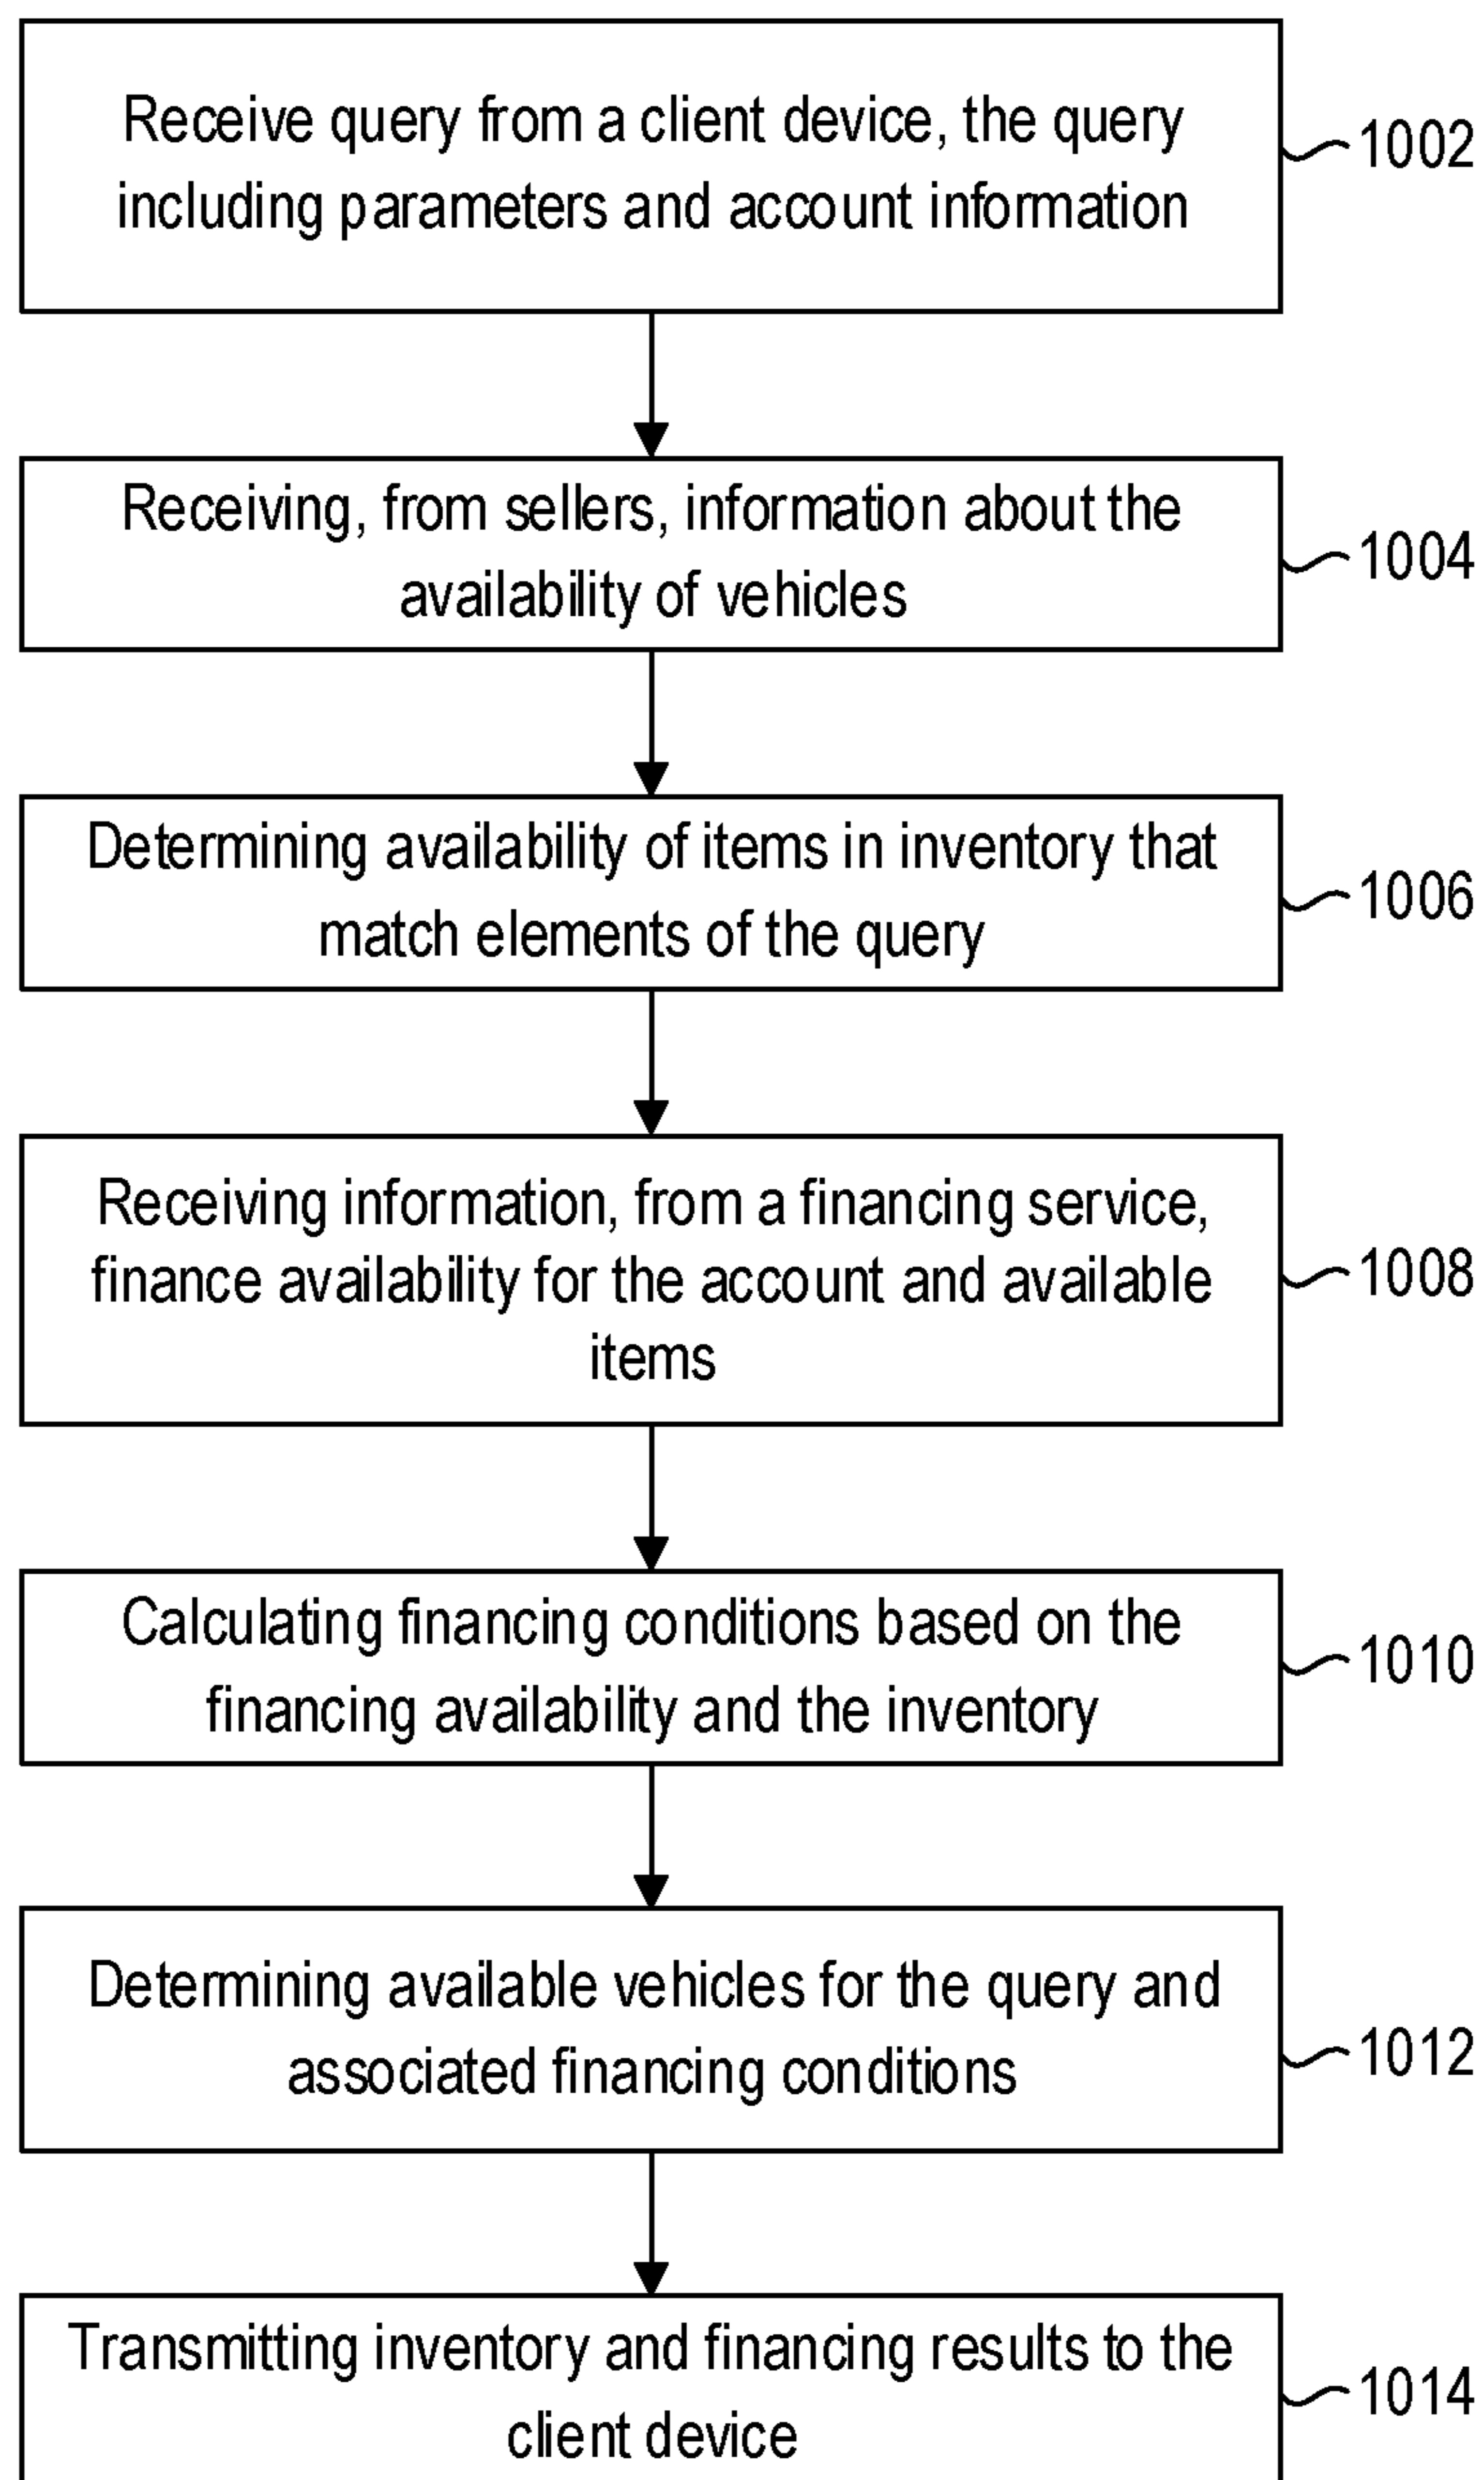 Receive query from a client device, the query
including parameters and account information
1002
Receiving, from sellers, information about the
availability of vehicles
1004
Determining availability of items in inventory that
match elements of the query
1006
Receiving information, from a financing service,
finance availability for the account and available
items
1008
Calculating financing conditions based on the
financing availability and the inventory
1010
Determining available vehicles for the query and
associated financing conditions
1012
Transmitting inventory and financing results to the
client device
1014